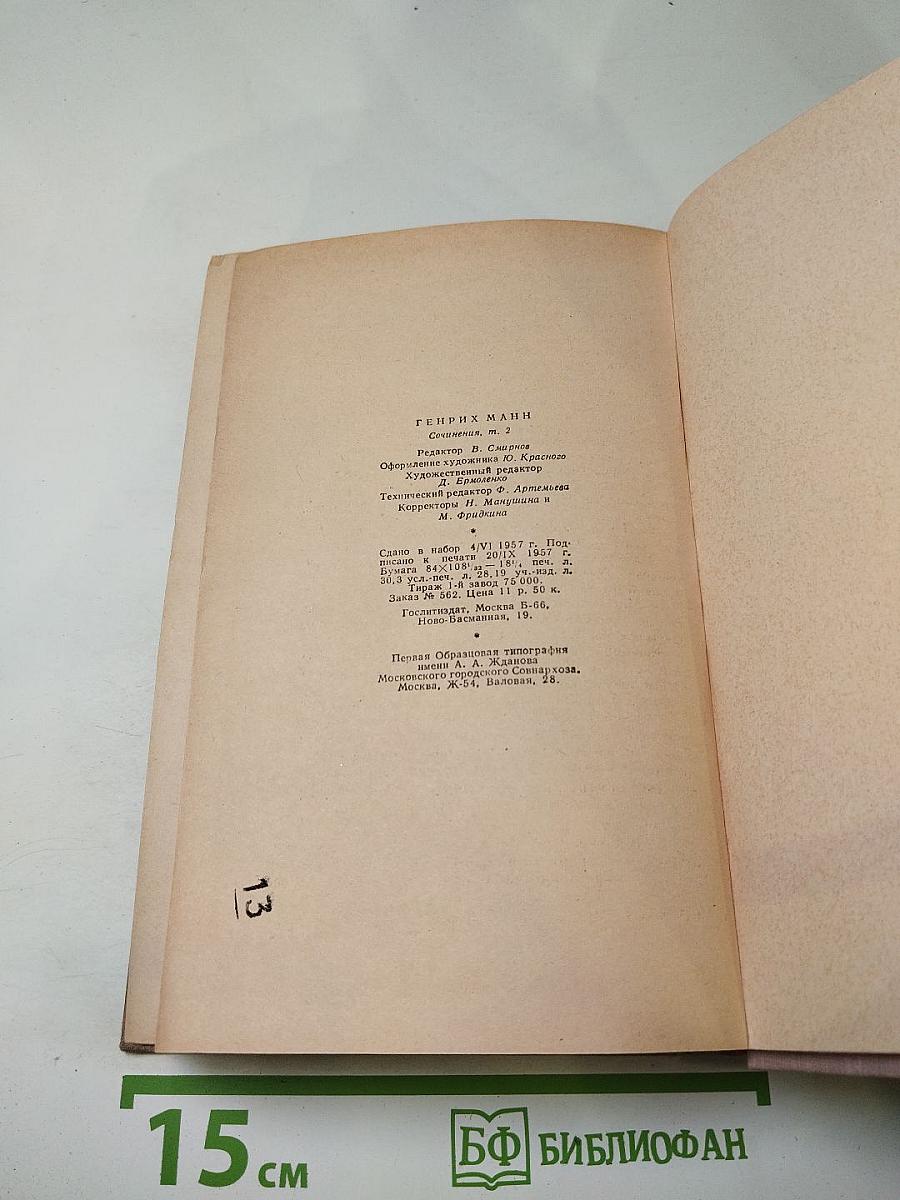 ГЕНРИХ МАНН
Сочинения, т. 2
Редактор В. Смирнов
Оформление художника Ю. Красного
Художественный редактор
Д. Ермоленко
Технический редактор Ф. Артемьева
Корректоры Н. Манушина и
М. Фридкина
*
Сдано в набор 4/VI 1957 г. Под-
писано к печати 20/IX 1957 г.
Бумага 84×108¹/₃₂ — 18¹/₄ печ. л.
30,3 усл.-печ. л. 28,19 уч.-изд. л.
Тираж 1-й завод 75 000.
Заказ № 562. Цена 11 р. 50 к.
Гослитиздат, Москва Б-66,
Ново-Басманная, 19.
*
Первая Образцовая типография
имени А. А. Жданова
Московского городского Совнархоза.
Москва, Ж-54, Валовая, 28.
13
15 см
БФ БИБЛИОФАН